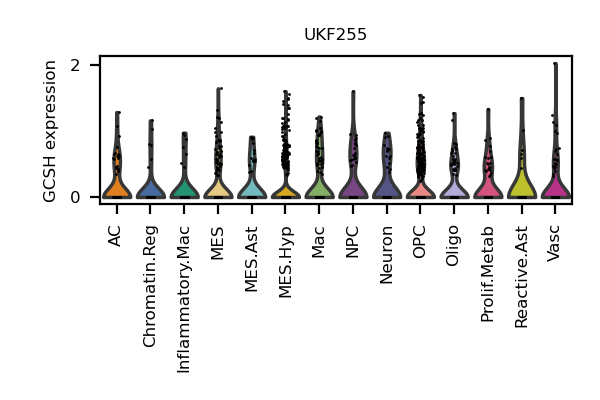 UKF255
GCSH expression
2
0
AC
Chromatin.Reg
Inflammatory.Mac
MES
MES.Ast
MES.Hyp
Mac
NPC
Neuron
OPC
Oligo
Prolif.Metab
Reactive.Ast
Vasc